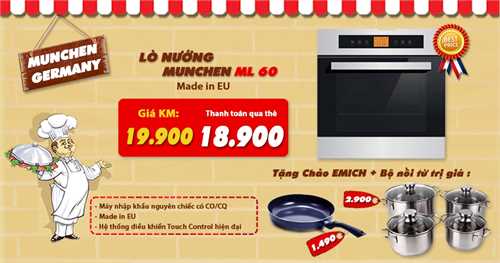 MUNCHEN
GERMANY
LÒ NƯỚNG
MUNCHEN ML 60
Made in EU
BEST
PRICE
Giá KM:
19.900
Thanh toán qua thẻ
18.900
Tặng Chảo EMICH + Bộ nồi từ trị giá :
2.900 K
1.490 K
- Máy nhập khẩu nguyên chiếc có CO/CQ
- Made in EU
- Hệ thống điều khiển Touch Control hiện đại